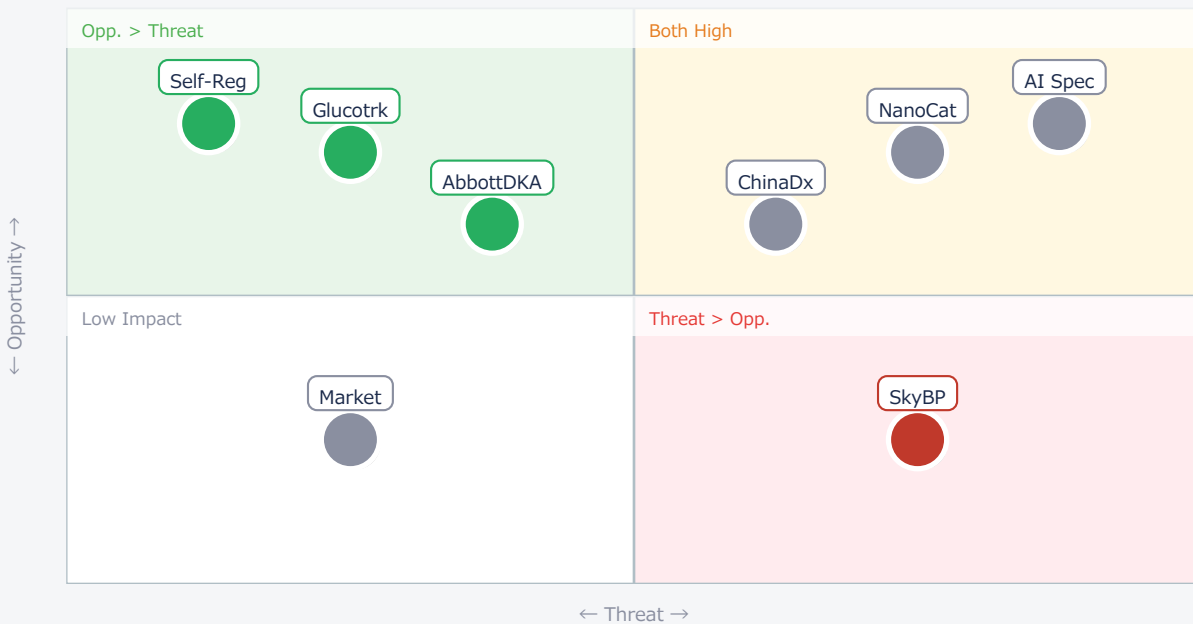 Opp. > Threat
Both High
Self-Reg
AI Spec
Glucotrk
NanoCat
AbbottDKA
ChinaDx
← Opportunity →
Low Impact
Threat > Opp.
Market
SkyBP
← Threat →